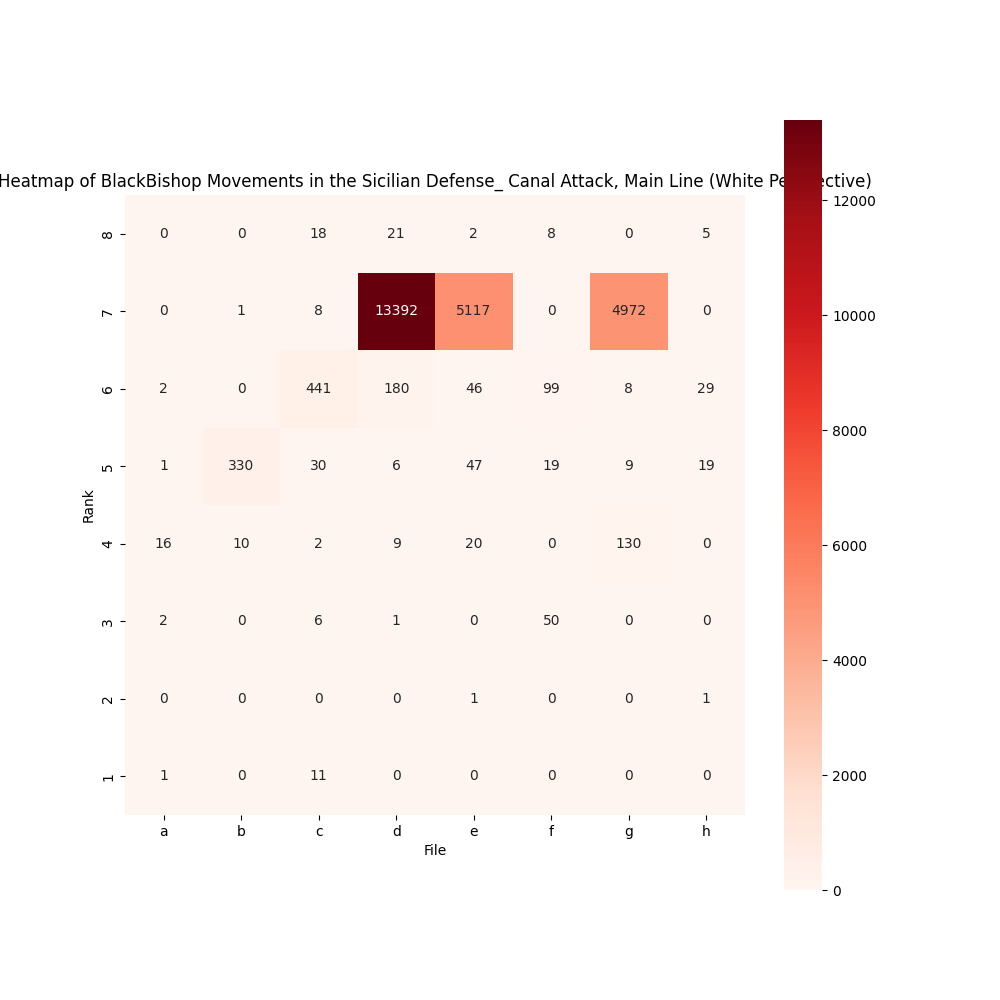 Heatmap of BlackBishop Movements in the Sicilian Defense_ Canal Attack, Main Line (White Perspective)
8 0 0 18 21 2 8 0 5
7 0 1 8 13392 5117 0 4972 0
6 2 0 441 180 46 99 8 29
5 1 330 30 6 47 19 9 19
4 16 10 2 9 20 0 130 0
3 2 0 6 1 0 50 0 0
2 0 0 0 0 1 0 0 1
1 1 0 11 0 0 0 0 0
a b c d e f g h
Rank
File
12000
10000
8000
6000
4000
2000
0